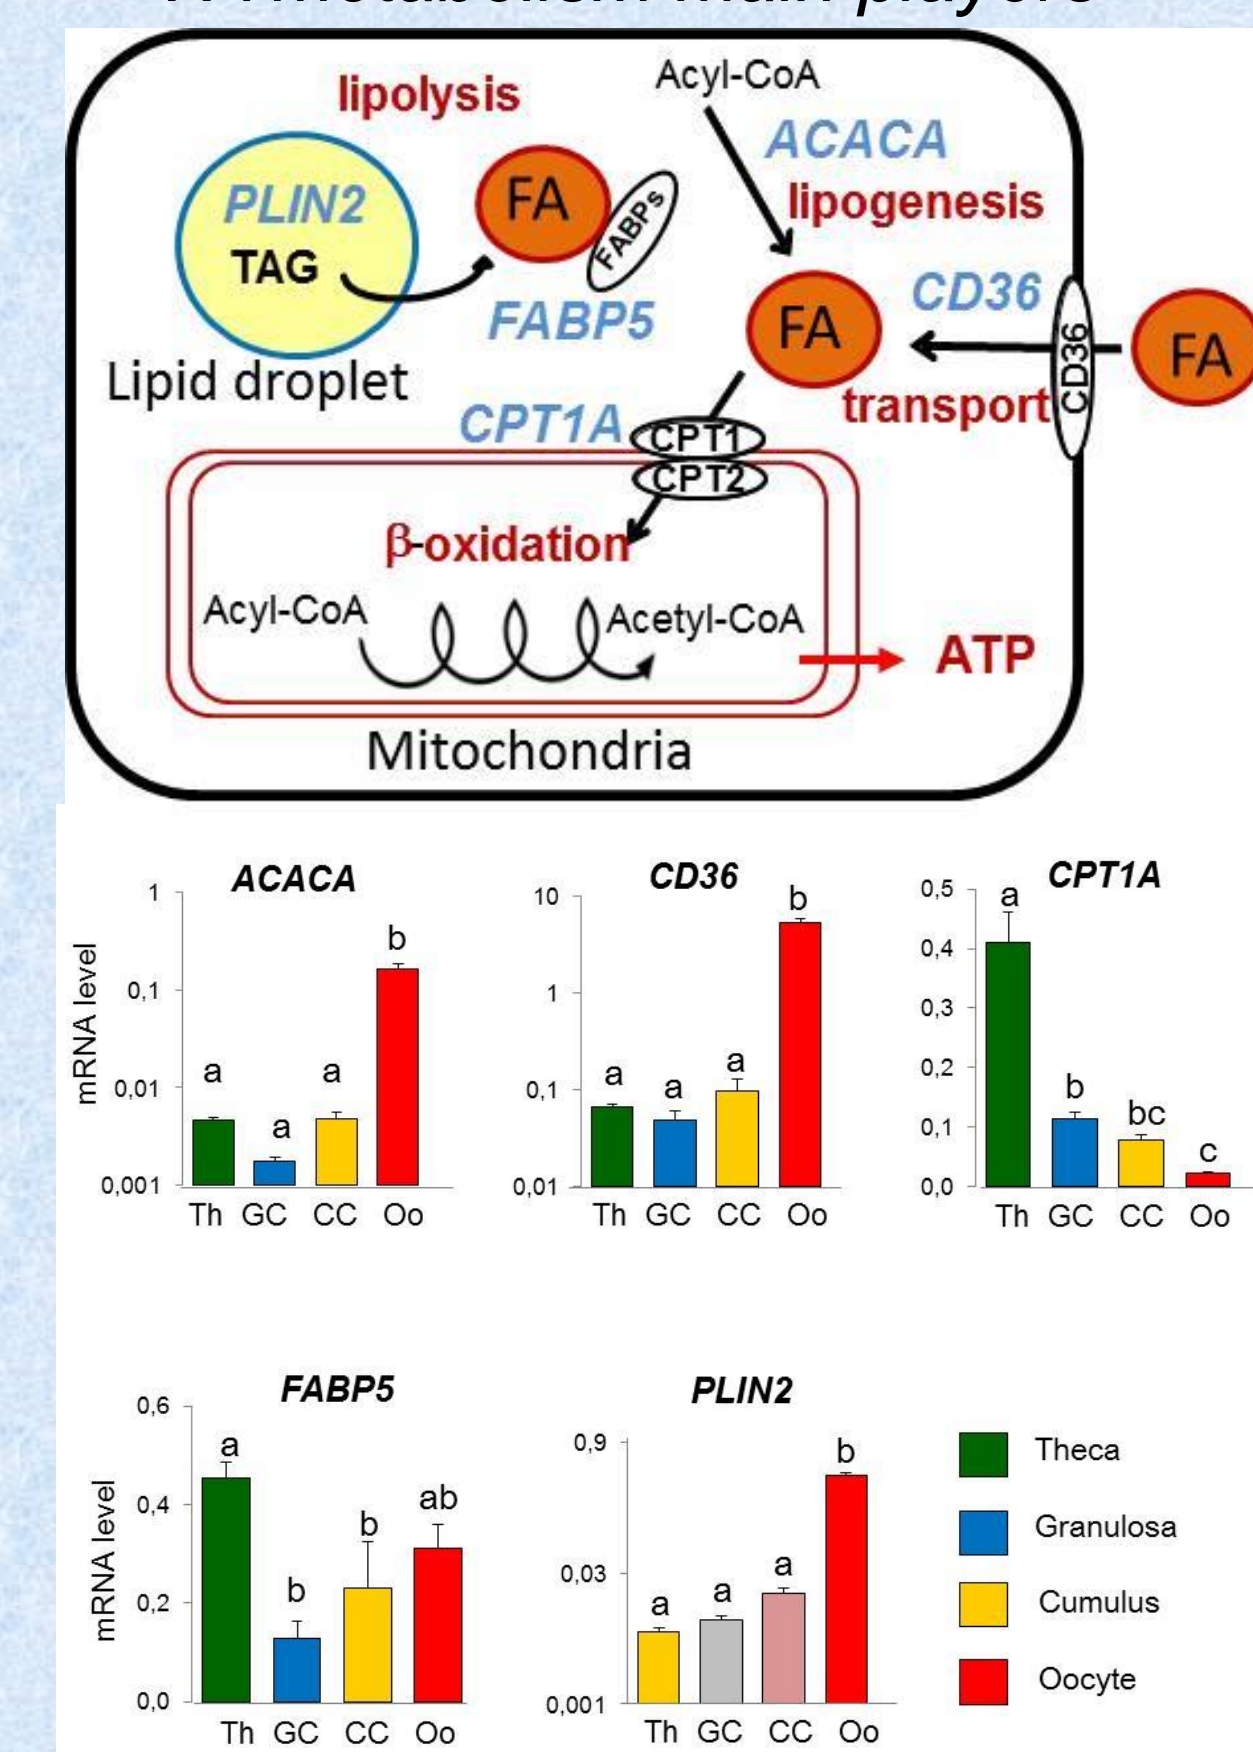 FA metabolism main players
lipolysis
Acyl-CoA
ACACA
lipogenesis
PLIN2
TAG
FA
FABPs
FABP5
Lipid droplet
CD36
FA
CD36
FA
transport
CPT1A
CPT1
CPT2
β-oxidation
Acyl-CoA
Acetyl-CoA
ATP
Mitochondria
ACACA
mRNA level
1
0,1
0,01
0,001
a
a
a
b
Th GC CC Oo
CD36
10
1
0,1
0,01
a
a
a
b
Th GC CC Oo
CPT1A
0,5
0,4
0,3
0,2
0,1
0,0
a
b
bc
c
Th GC CC Oo
FABP5
mRNA level
0,6
0,4
0,2
0,0
a
b
b
ab
Th GC CC Oo
PLIN2
0,9
0,03
0,001
a
a
a
b
Th GC CC Oo
Theca
Granulosa
Cumulus
Oocyte